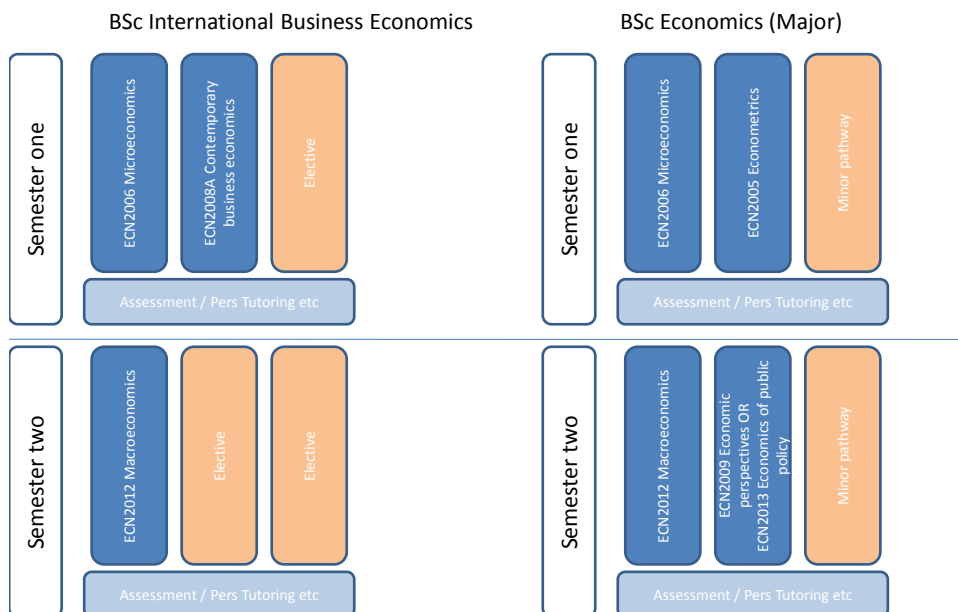 BSc International Business Economics
BSc Economics (Major)
Semester one
ECN2006 Microeconomics
ECN2008A Contemporary
business economics
Elective
Assessment / Pers Tutoring etc
Semester one
ECN2006 Microeconomics
ECN2005 Econometrics
Minor pathway
Assessment / Pers Tutoring etc
Semester two
ECN2012 Macroeconomics
Elective
Elective
Assessment / Pers Tutoring etc
Semester two
ECN2012 Macroeconomics
ECN2009 Economic
perspectives OR
ECN2013 Economics of public
policy
Minor pathway
Assessment / Pers Tutoring etc